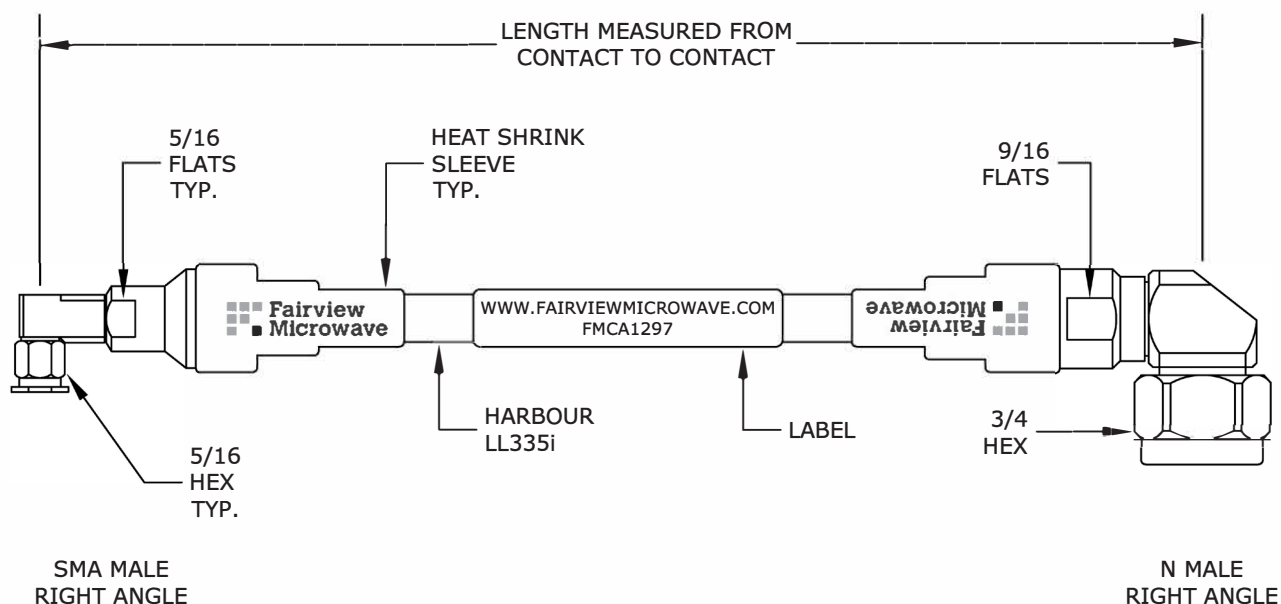 LENGTH MEASURED FROM
CONTACT TO CONTACT
5/16
FLATS
TYP.
HEAT SHRINK
SLEEVE
TYP.
9/16
FLATS
Fairview
Microwave
WWW.FAIRVIEWMICROWAVE.COM
FMCA1297
Fairview
Microwave
5/16
HEX
TYP.
HARBOUR
LL335i
LABEL
3/4
HEX
SMA MALE
RIGHT ANGLE
N MALE
RIGHT ANGLE